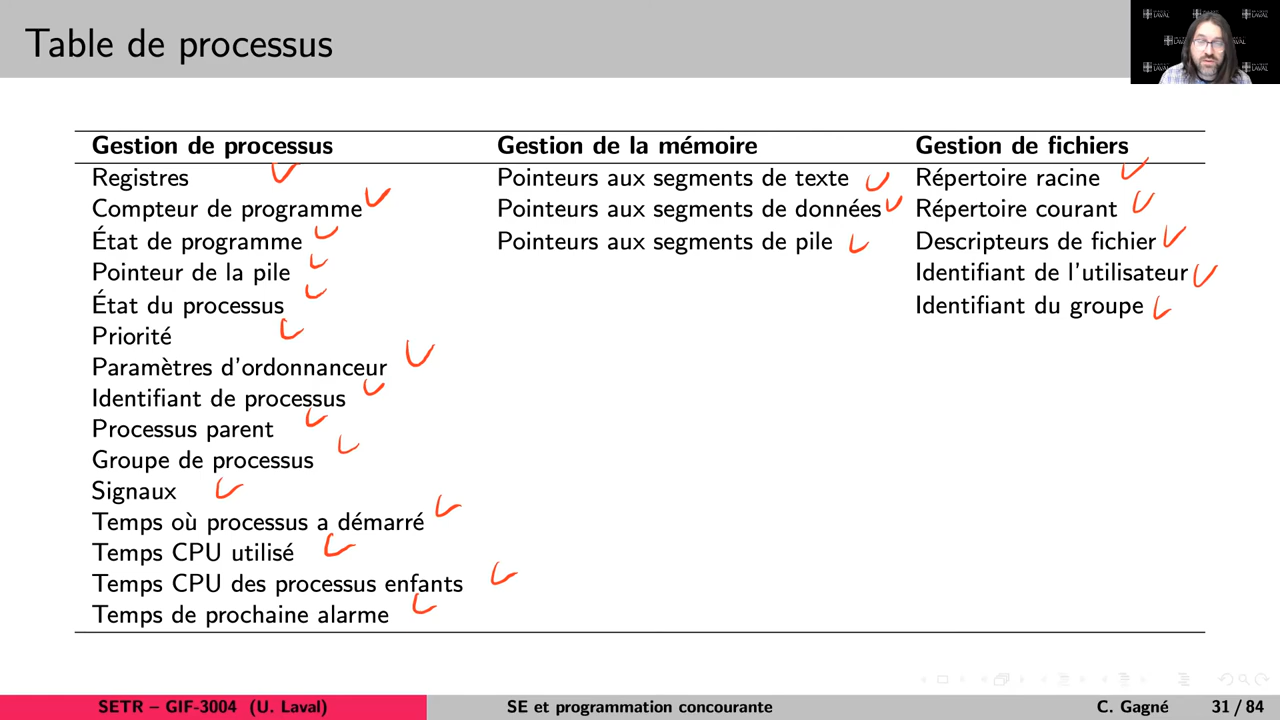 Table de processus
Gestion de processus
Gestion de la mémoire
Gestion de fichiers
Registres
Pointeurs aux segments de texte
Répertoire racine
Compteur de programme
Pointeurs aux segments de données
Répertoire courant
État de programme
Pointeurs aux segments de pile
Descripteurs de fichier
Pointeur de la pile
Identifiant de l'utilisateur
État du processus
Identifiant du groupe
Priorité
Paramètres d'ordonnanceur
Identifiant de processus
Processus parent
Groupe de processus
Signaux
Temps où processus a démarré
Temps CPU utilisé
Temps CPU des processus enfants
Temps de prochaine alarme
SETR – GIF-3004 (U. Laval)
SE et programmation concourante
C. Gagné
31 / 84